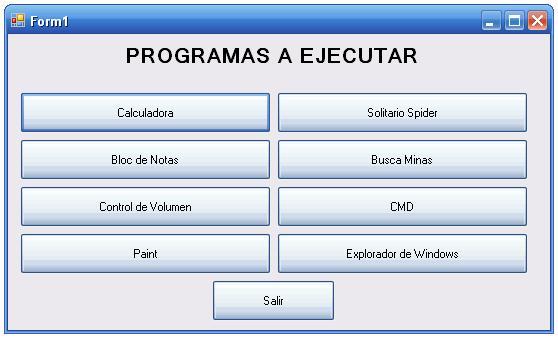 Form1
PROGRAMAS A EJECUTAR
Calculadora
Solitario Spider
Bloc de Notas
Busca Minas
Control de Volumen
CMD
Paint
Explorador de Windows
Salir